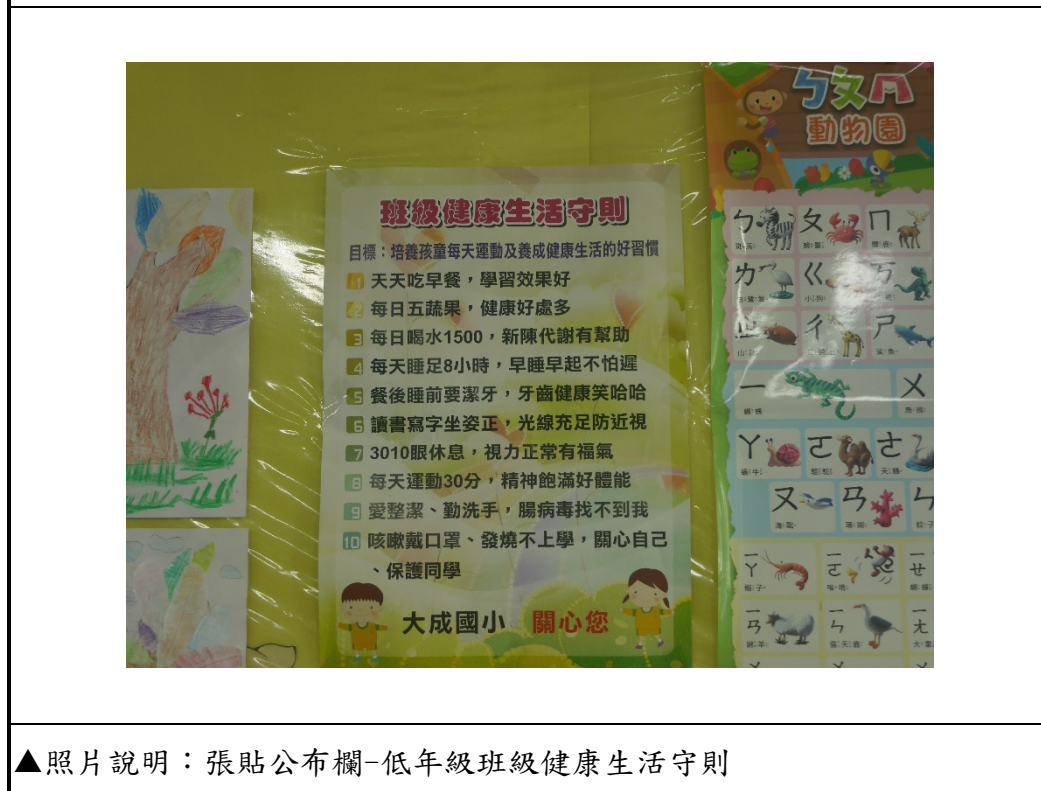 班級健康生活守則
目標：培養孩童每天運動及養成健康生活的好習慣
1 天天吃早餐，學習效果好
2 每日五蔬果，健康好處多
3 每日喝水1500，新陳代謝有幫助
4 每天睡足8小時，早睡早起不怕遲
5 餐後睡前要潔牙，牙齒健康笑哈哈
6 讀書寫字坐姿正，光線充足防近視
7 3010眼休息，視力正常有福氣
8 每天運動30分，精神飽滿好體能
9 愛整潔、勤洗手，腸病毒找不到我
10 咳嗽戴口罩、發燒不上學，關心自己
、保護同學
大成國小 關心您
ㄅㄆㄇ
動物園
ㄅ ㄆ ㄇ
ㄉ ㄍ ㄎ
ㄓ ㄔ ㄕ
ㄧ ㄨ
ㄚ ㄛ ㄜ
ㄡ ㄢ ㄣ
ㄧㄚ ㄧㄛ ㄧㄝ
ㄧㄢ ㄧㄣ ㄧㄤ
▲照片說明：張貼公布欄-低年級班級健康生活守則